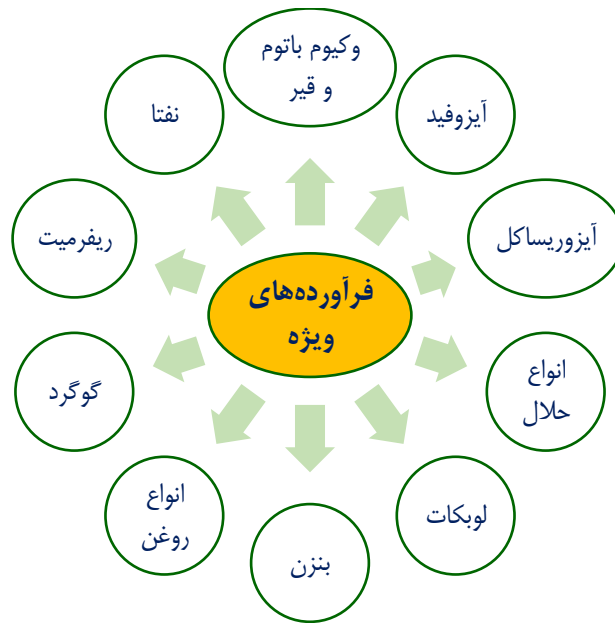 وکیوم باتوم
و قیر
آیزوفید
آیزوریساکل
انواع
حلال
لوبکات
بنزن
انواع
روغن
گوگرد
ریفرمیت
نفتا
فرآورده‌های
ویژه